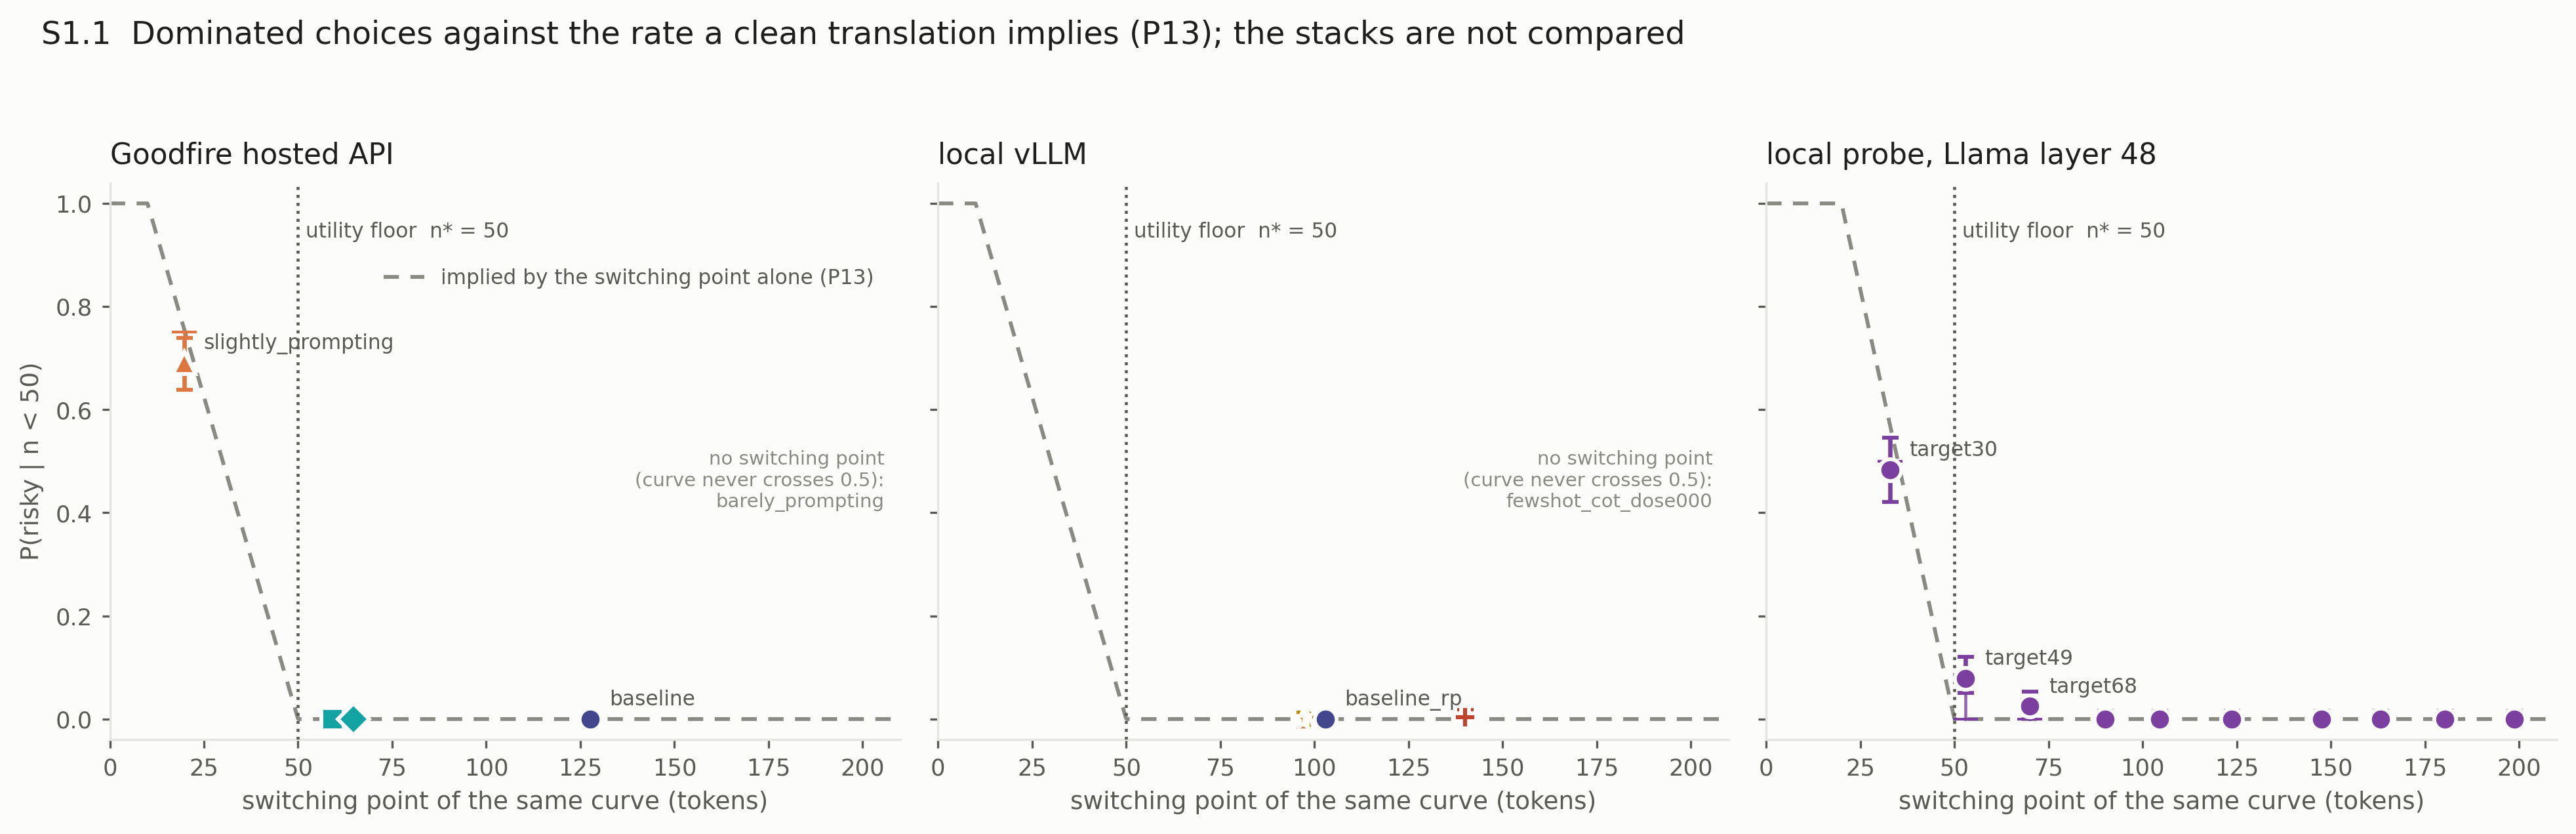 S1.1 Dominated choices against the rate a clean translation implies (P13); the stacks are not compared
Goodfire hosted API
P(risky | n < 50)
1.0
0.8
0.6
0.4
0.2
0.0
utility floor n* = 50
implied by the switching point alone (P13)
slightly_prompting
no switching point
(curve never crosses 0.5):
barely_prompting
baseline
0 25 50 75 100 125 150 175 200
switching point of the same curve (tokens)
local vLLM
utility floor n* = 50
no switching point
(curve never crosses 0.5):
fewshot_cot_dose000
baseline_rp
0 25 50 75 100 125 150 175 200
switching point of the same curve (tokens)
local probe, Llama layer 48
utility floor n* = 50
target30
target49
target68
0 25 50 75 100 125 150 175 200
switching point of the same curve (tokens)